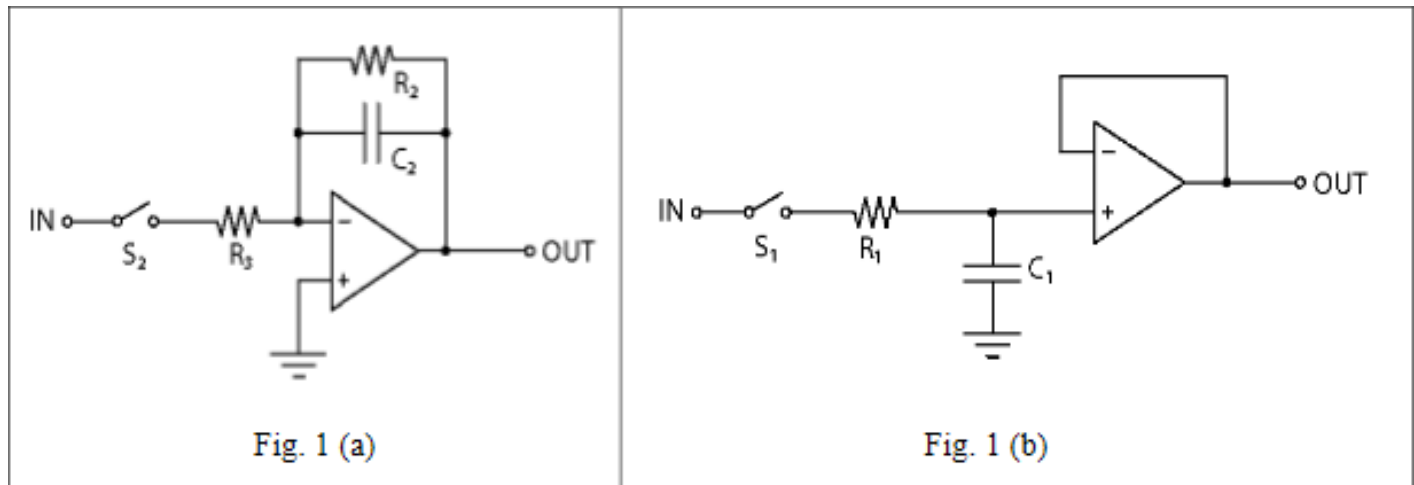 R₂
C₂
IN
S₂
R₃
−
+
OUT
Fig. 1 (a)
IN
S₁
R₁
C₁
−
+
OUT
Fig. 1 (b)